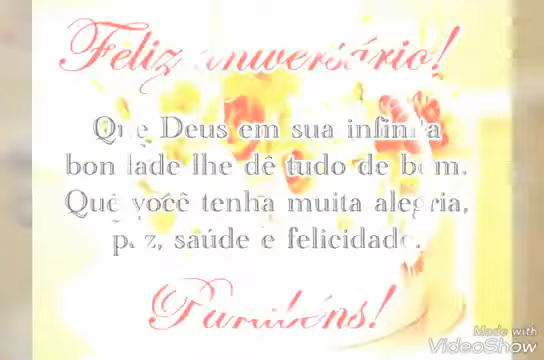 Feliz aniversário!
Que Deus em sua infinita
bondade lhe dê tudo de bom.
Que você tenha muita alegria,
paz, saúde e felicidade.
Parabéns!
Made with
VideoShow